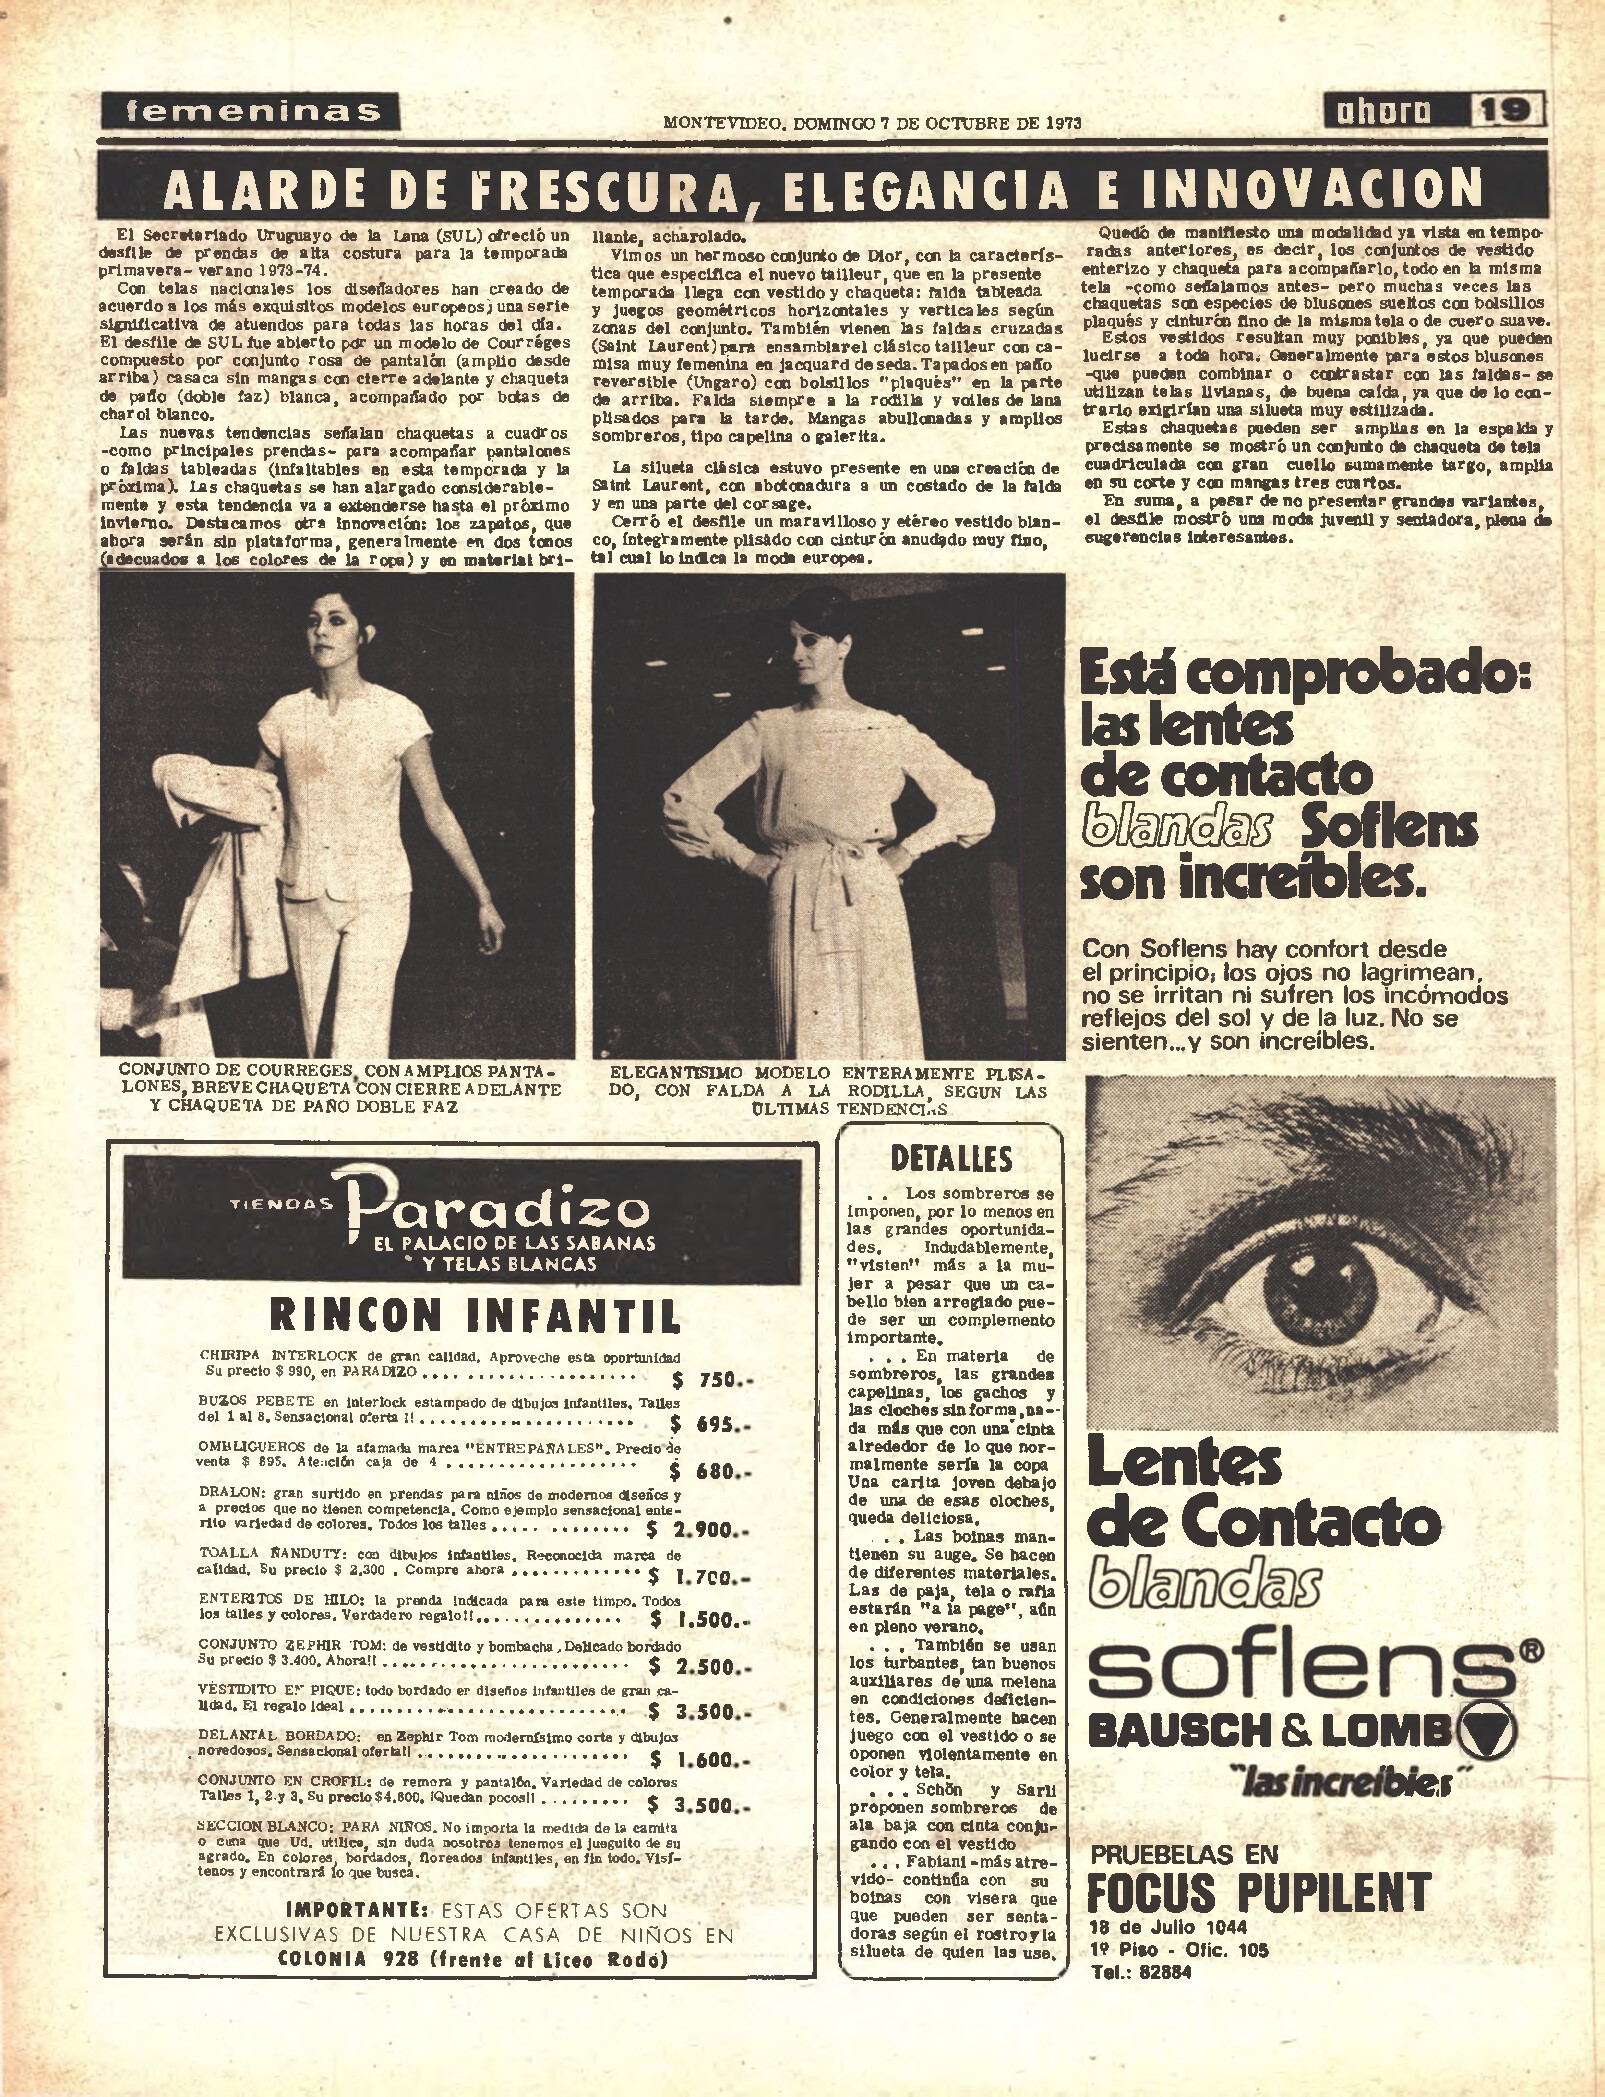 femeninas
MONTEVIDEO, DOMINGO 7 DE OCTUBRE DE 1973
ahora 19
ALARDE DE FRESCURA, ELEGANCIA E INNOVACION
El Secretariado Uruguayo de la Lana (SUL) ofreció un
desfile de prendas de alta costura para la temporada
primavera- verano 1973-74.
Con telas nacionales los diseñadores han creado de
acuerdo a los más exquisitos modelos europeos; una serie
significativa de atuendos para todas las horas del día.
El desfile de SUL fue abierto por un modelo de Courréges
compuesto por conjunto rosa de pantalón (amplio desde
arriba) casaca sin mangas con cierre adelante y chaqueta
de paño (doble faz) blanca, acompañado por botas de
charol blanco.
Las nuevas tendencias señalan chaquetas a cuadros
-como principales prendas- para acompañar pantalones
o faldas tableadas (infaltables en esta temporada y la
próxima). Las chaquetas se han alargado considerable-
mente y esta tendencia va a extenderse hasta el próximo
invierno. Destacamos otra innovación: los zapatos, que
ahora serán sin plataforma, generalmente en dos tonos
(adecuados a los colores de la ropa) y en material bri-
llante, acharolado.
Vimos un hermoso conjunto de Dior, con la caracterís-
tica que especifica el nuevo tailleur, que en la presente
temporada llega con vestido y chaqueta: falda tableada
y juegos geométricos horizontales y verticales según
zonas del conjunto. También vienen las faldas cruzadas
(Saint Laurent) para ensamblar el clásico tailleur con ca-
misa muy femenina en jacquard de seda. Tapados en paño
reversible (Ungaro) con bolsillos "plaqués" en la parte
de arriba. Falda siempre a la rodilla y voiles de lana
plisados para la tarde. Mangas abullonadas y amplios
sombreros, tipo capelina o galerita.
La silueta clásica estuvo presente en una creación de
Saint Laurent, con abotonadura a un costado de la falda
y en una parte del corsage.
Cerró el desfile un maravilloso y etéreo vestido blan-
co, íntegramente plisado con cinturón anudado muy fino,
tal cual lo indica la moda europea.
Quedó de manifiesto una modalidad ya vista en tempo-
radas anteriores, es decir, los conjuntos de vestido
enterizo y chaqueta para acompañarlo, todo en la misma
tela -como señalamos antes- pero muchas veces las
chaquetas son especies de blusones sueltos con bolsillos
plaqués y cinturón fino de la misma tela o de cuero suave.
Estos vestidos resultan muy ponibles, ya que pueden
lucirse a toda hora. Generalmente para estos blusones
-que pueden combinar o contrastar con las faldas- se
utilizan telas livianas, de buena caída, ya que de lo con-
trario exigirían una silueta muy estilizada.
Estas chaquetas pueden ser amplias en la espalda y
precisamente se mostró un conjunto de chaqueta de tela
cuadriculada con gran cuello sumamente targo, amplia
en su corte y con mangas tres cuartos.
En suma, a pesar de no presentar grandes variantes,
el desfile mostró una moda juvenil y sentadora, plena de
sugerencias interesantes.
CONJUNTO DE COURREGES, CON AMPLIOS PANTA-
LONES, BREVE CHAQUETA CON CIERRE ADELANTE
Y CHAQUETA DE PAÑO DOBLE FAZ
ELEGANTISIMO MODELO ENTERAMENTE PLISA-
DO, CON FALDA A LA RODILLA, SEGUN LAS
ULTIMAS TENDENCIAS
TIENDAS Paradizo
EL PALACIO DE LAS SABANAS
Y TELAS BLANCAS
RINCON INFANTIL
CHIRIPA INTERLOCK de gran calidad. Aproveche esta oportunidad
Su precio $ 990, en PARADIZO .................... $ 750.-
BUZOS PEBETE en interlock estampado de dibujos infantiles. Talles
del 1 al 8. Sensacional oferta !! .................... $ 695.-
OMBLIGUEROS de la afamada marca "ENTREPAÑALES". Precio de
venta $ 895. Atención caja de 4 .................... $ 680.-
DRALON: gran surtido en prendas para niños de modernos diseños y
a precios que no tienen competencia. Como ejemplo sensacional ente-
rito variedad de colores. Todos los talles ............. $ 2.900.-
TOALLA ÑANDUTY: con dibujos infantiles. Reconocida marca de
calidad. Su precio $ 2.300 . Compre ahora ............. $ 1.700.-
ENTERITOS DE HILO: la prenda indicada para este timpo. Todos
los talles y colores. Verdadero regalo!!............... $ 1.500.-
CONJUNTO ZEPHIR TOM: de vestidito y bombacha. Delicado bordado
Su precio $ 3.400. Ahora!! ......................... $ 2.500.-
VESTIDITO EN PIQUE: todo bordado en diseños infantiles de gran ca-
lidad. El regalo ideal ............................ $ 3.500.-
DELANTAL BORDADO: en Zephir Tom modernísimo corte y dibujos
novedosos. Sensacional oferta!! ..................... $ 1.600.-
CONJUNTO EN CROFIL: de remera y pantalón. Variedad de colores
Talles 1, 2 y 3. Su precio $4.600. ¡Quedan pocos!! ......... $ 3.500.-
SECCION BLANCO: PARA NIÑOS. No importa la medida de la camita
o cuna que Ud. utilice, sin duda nosotros tenemos el jueguito de su
agrado. En colores, bordados, floreados infantiles, en fin todo. Visí-
tenos y encontrará lo que busca.
IMPORTANTE: ESTAS OFERTAS SON
EXCLUSIVAS DE NUESTRA CASA DE NIÑOS EN
COLONIA 928 (frente al Liceo Rodó)
DETALLES
. . Los sombreros se
imponen, por lo menos en
las grandes oportunida-
des. Indudablemente,
"visten" más a la mu-
jer a pesar que un ca-
bello bien arreglado pue-
de ser un complemento
importante.
. . . En materia de
sombreros, las grandes
capelinas, los gachos y
las cloches sin forma, na-
da más que con una cinta
alrededor de lo que nor-
malmente sería la copa
Una carita joven debajo
de una de esas cloches,
queda deliciosa.
. . . Las boinas man-
tienen su auge. Se hacen
de diferentes materiales.
Las de paja, tela o rafia
estarán "a la page", aún
en pleno verano.
. . . También se usan
los turbantes, tan buenos
auxiliares de una melena
en condiciones deficien-
tes. Generalmente hacen
juego con el vestido o se
oponen violentamente en
color y tela.
. . . Schön y Sarli
proponen sombreros de
ala baja con cinta conju-
gando con el vestido
. . . Fabiani -más atre-
vido- continúa con su
boinas con visera que
que pueden ser senta-
doras según el rostro y la
silueta de quien las use.
Está comprobado:
las lentes
de contacto
blandas Soflens
son increíbles.
Con Soflens hay confort desde
el principio; los ojos no lagrimean,
no se irritan ni sufren los incómodos
reflejos del sol y de la luz. No se
sienten...y son increíbles.
Lentes
de Contacto
blandas
soflens®
BAUSCH & LOMB
"las increíbles"
PRUEBELAS EN
FOCUS PUPILENT
18 de Julio 1044
1º Piso - Ofic. 105
Tel.: 82884